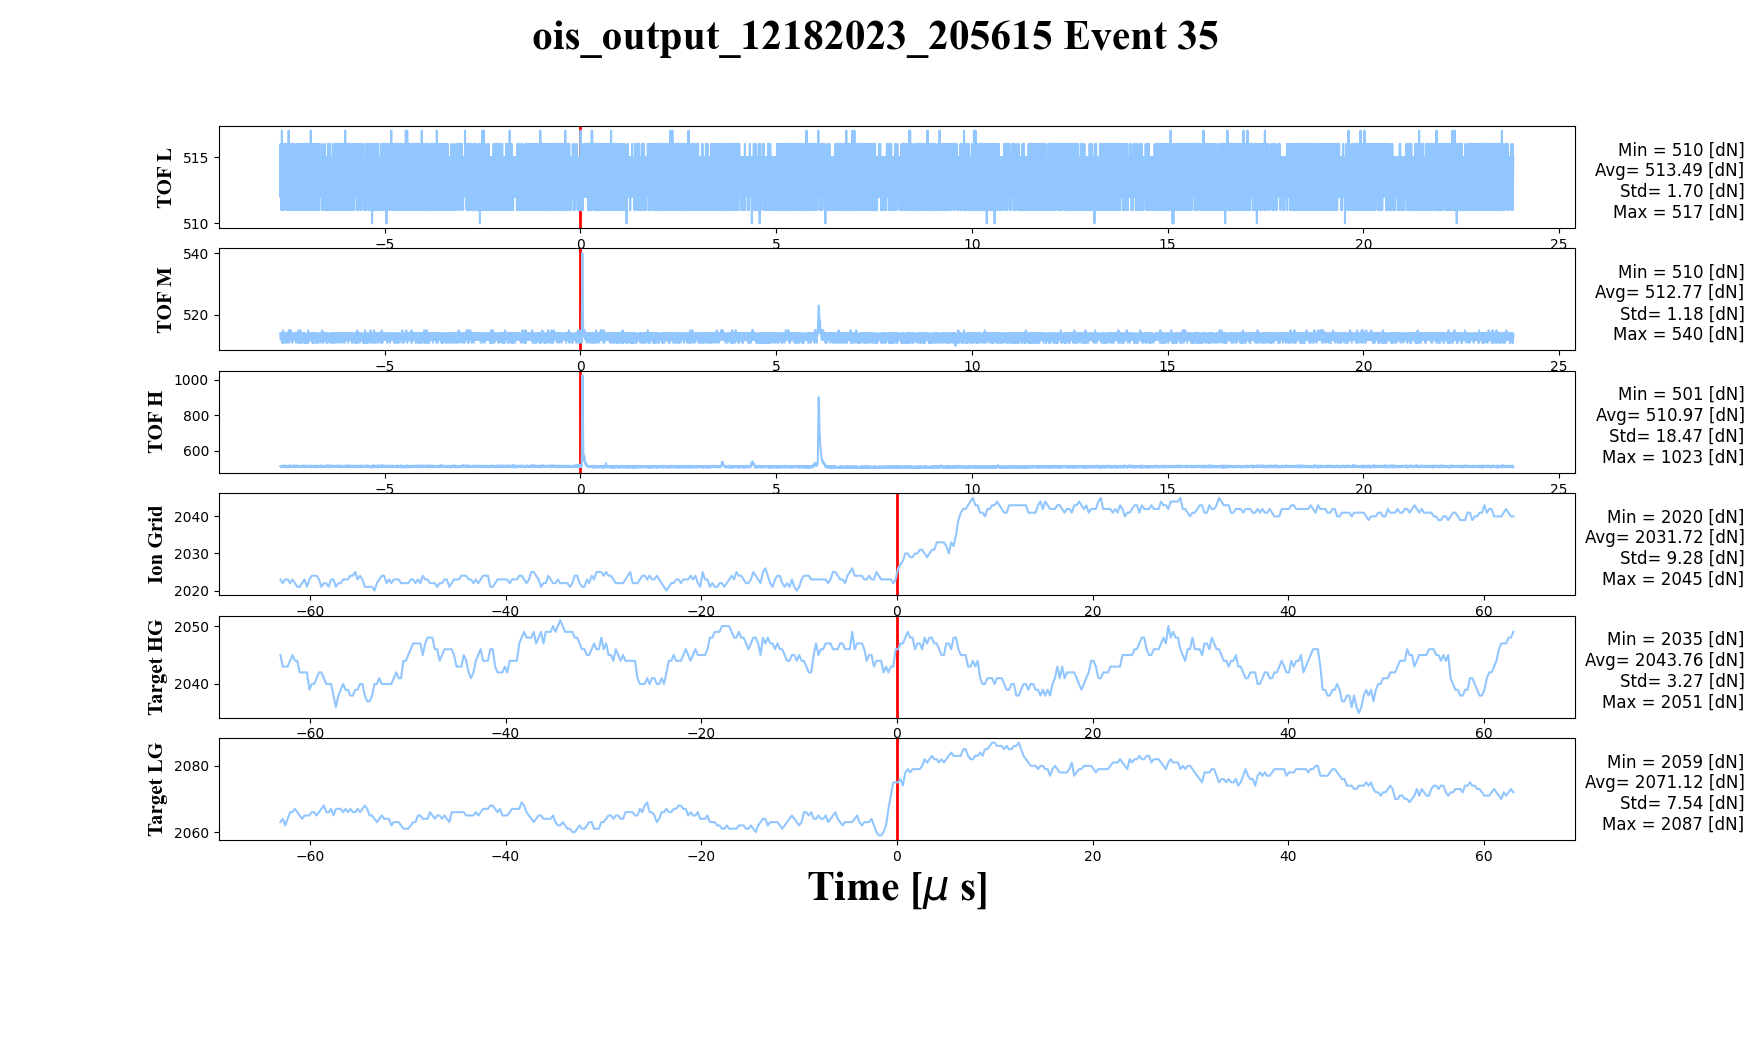 ois_output_12182023_205615 Event 35
TOF L
515
510
−5
0
5
10
15
20
25
Min = 510 [dN]
Avg= 513.49 [dN]
Std= 1.70 [dN]
Max = 517 [dN]
TOF M
540
520
−5
0
5
10
15
20
25
Min = 510 [dN]
Avg= 512.77 [dN]
Std= 1.18 [dN]
Max = 540 [dN]
TOF H
1000
800
600
−5
0
5
10
15
20
25
Min = 501 [dN]
Avg= 510.97 [dN]
Std= 18.47 [dN]
Max = 1023 [dN]
Ion Grid
2040
2030
2020
−60
−40
−20
0
20
40
60
Min = 2020 [dN]
Avg= 2031.72 [dN]
Std= 9.28 [dN]
Max = 2045 [dN]
Target HG
2050
2040
−60
−40
−20
0
20
40
60
Min = 2035 [dN]
Avg= 2043.76 [dN]
Std= 3.27 [dN]
Max = 2051 [dN]
Target LG
2080
2060
−60
−40
−20
0
20
40
60
Min = 2059 [dN]
Avg= 2071.12 [dN]
Std= 7.54 [dN]
Max = 2087 [dN]
Time [μ s]